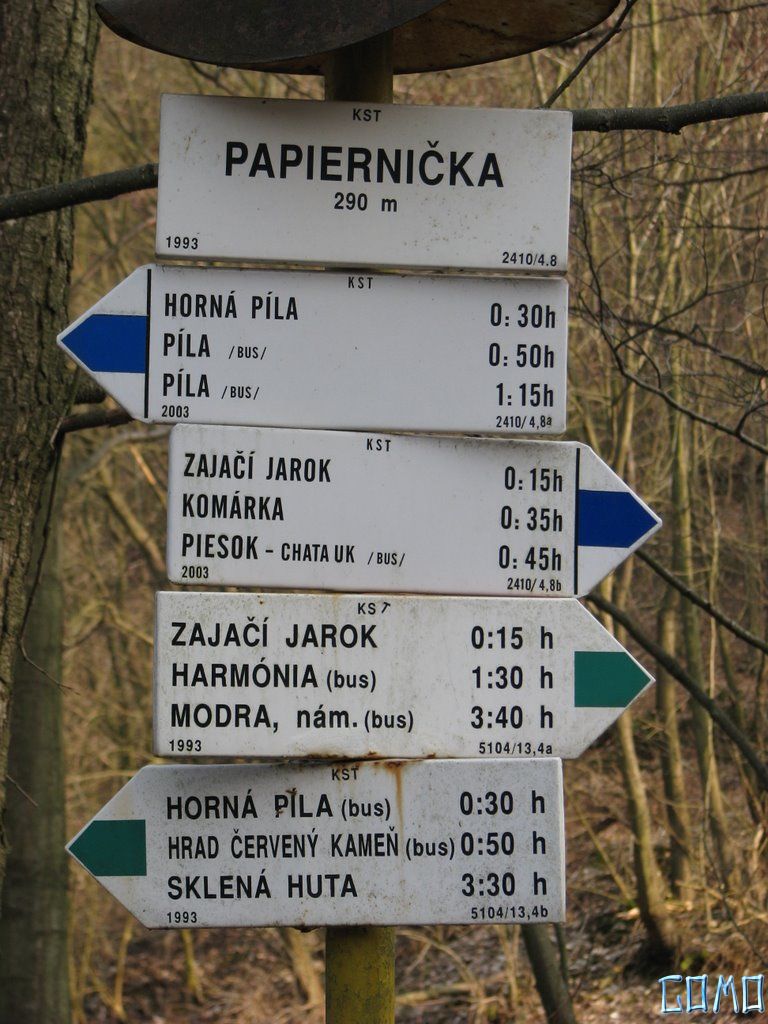 KST
PAPIERNIČKA
290 m
1993 2410/4.8
KST
HORNÁ PÍLA 0:30h
PÍLA /BUS/ 0:50h
PÍLA /BUS/ 1:15h
2003 2410/4,8a
KST
ZAJAČÍ JAROK 0:15h
KOMÁRKA 0:35h
PIESOK - CHATA UK /BUS/ 0:45h
2003 2410/4,8b
KST
ZAJAČÍ JAROK 0:15 h
HARMÓNIA (bus) 1:30 h
MODRA, nám. (bus) 3:40 h
1993 5104/13,4a
KST
HORNÁ PÍLA (bus) 0:30 h
HRAD ČERVENÝ KAMEŇ (bus) 0:50 h
SKLENÁ HUTA 3:30 h
1993 5104/13,4b
GOMO